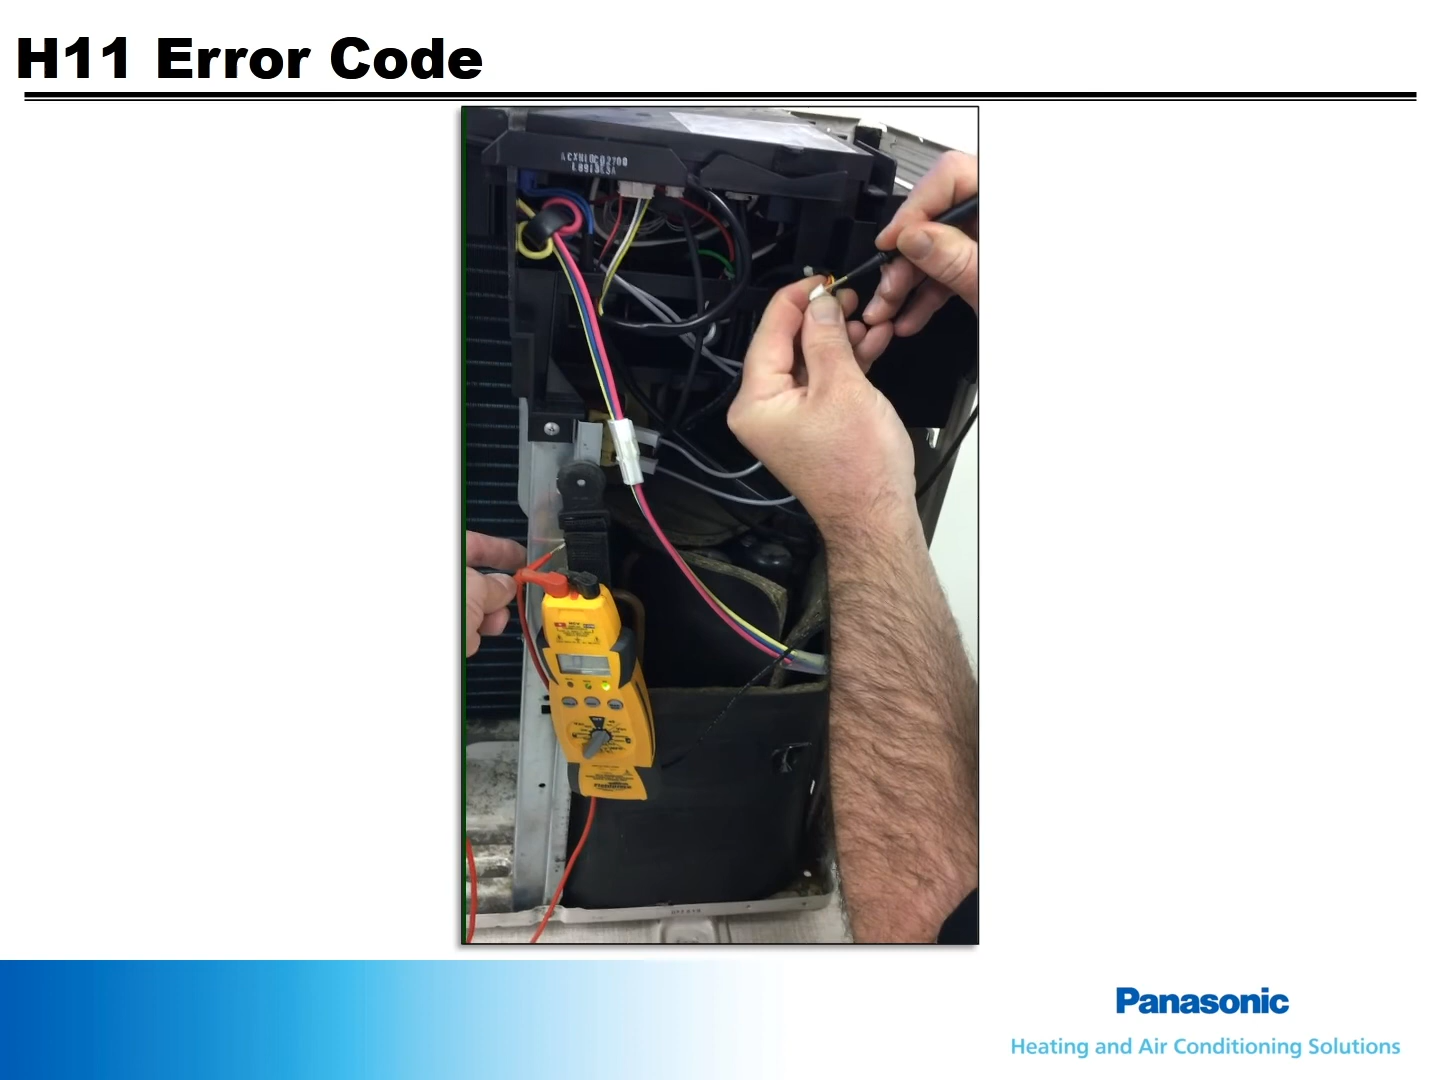 H11 Error Code
Panasonic
Heating and Air Conditioning Solutions